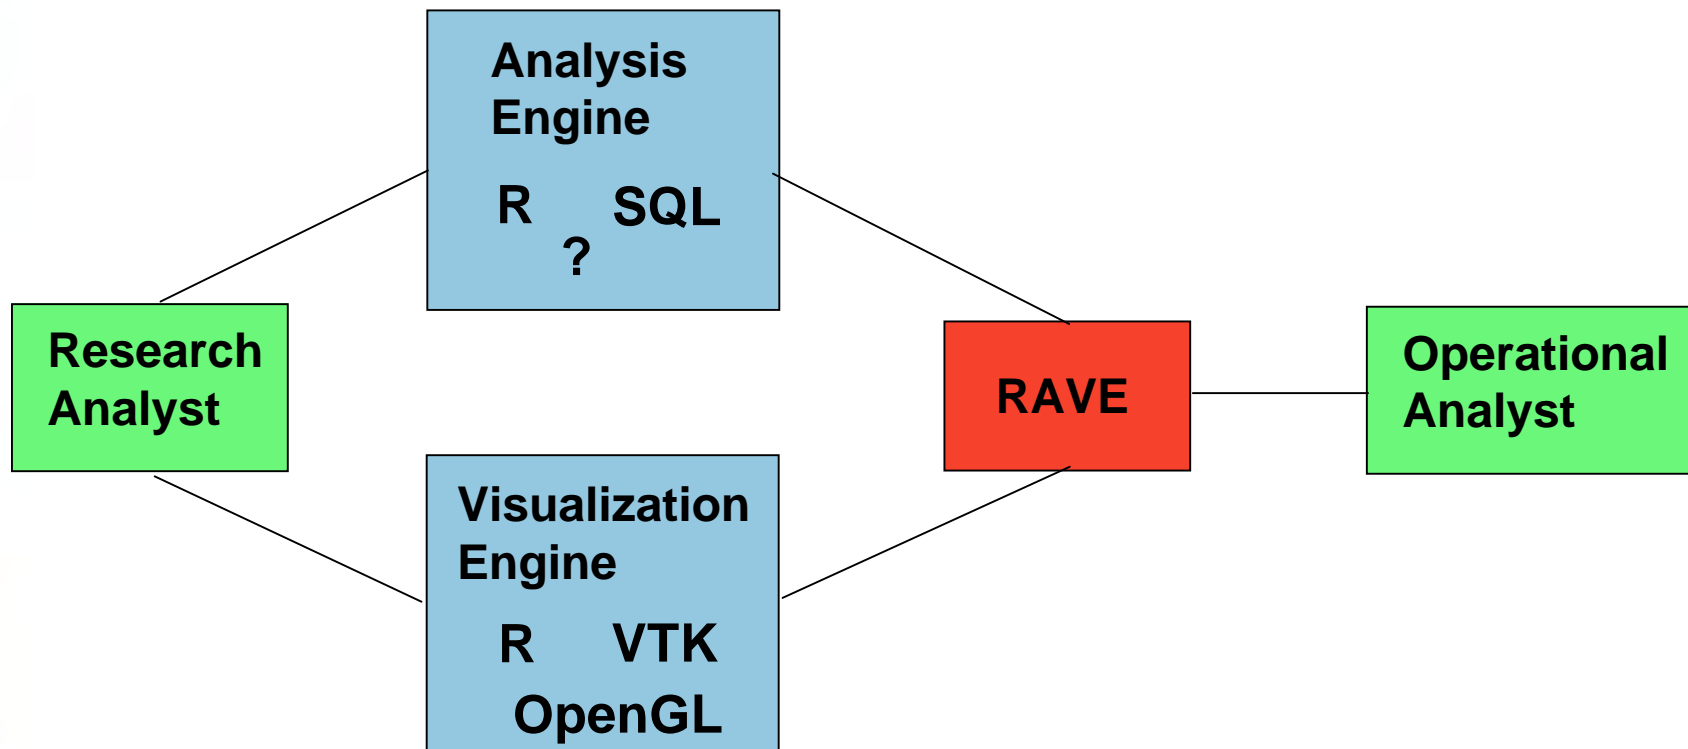 Analysis
Engine
R SQL
?
Research
Analyst
RAVE
Operational
Analyst
Visualization
Engine
R VTK
OpenGL